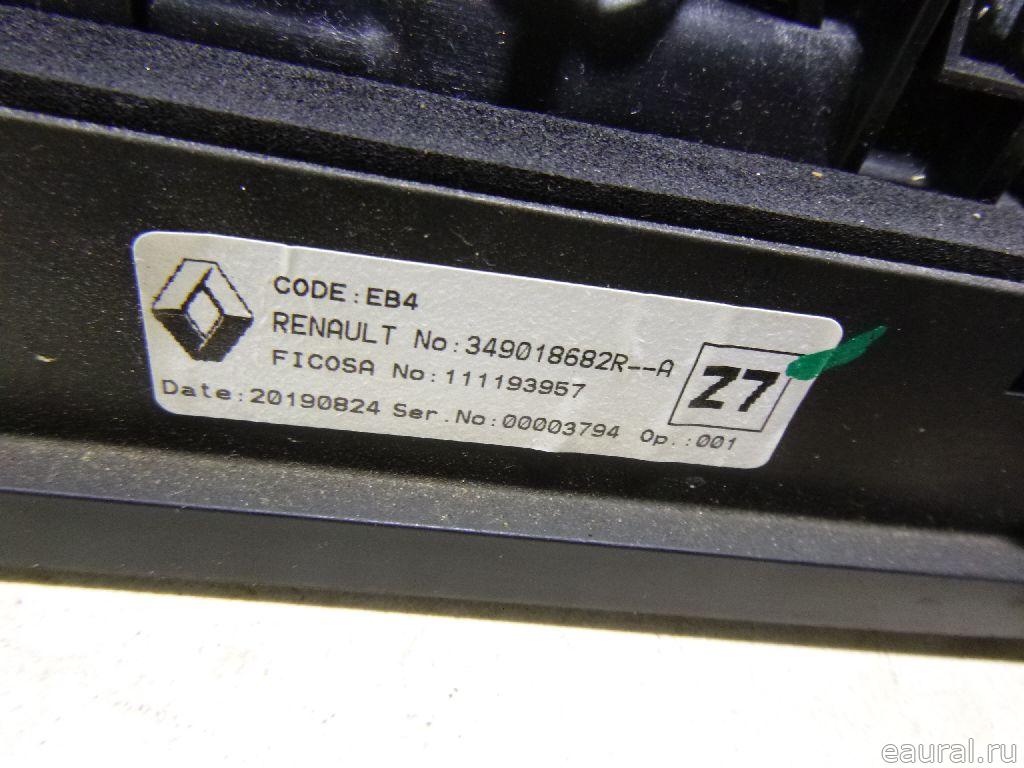 CODE:EB4
RENAULT No:349018682R--A
FICOSA No:111193957
Z7
Date:20190824 Ser.No:00003794 Op.:001
eaural.ru